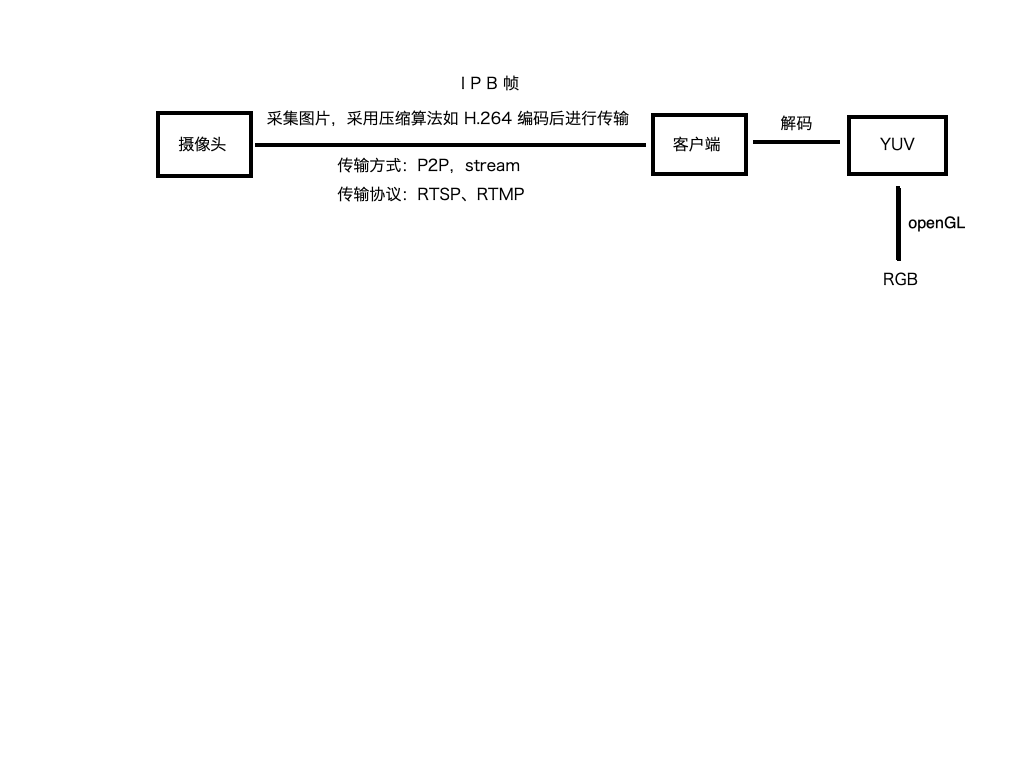 I P B 帧
采集图片，采用压缩算法如 H.264 编码后进行传输
摄像头
客户端
解码
YUV
传输方式：P2P，stream
传输协议：RTSP、RTMP
openGL
RGB